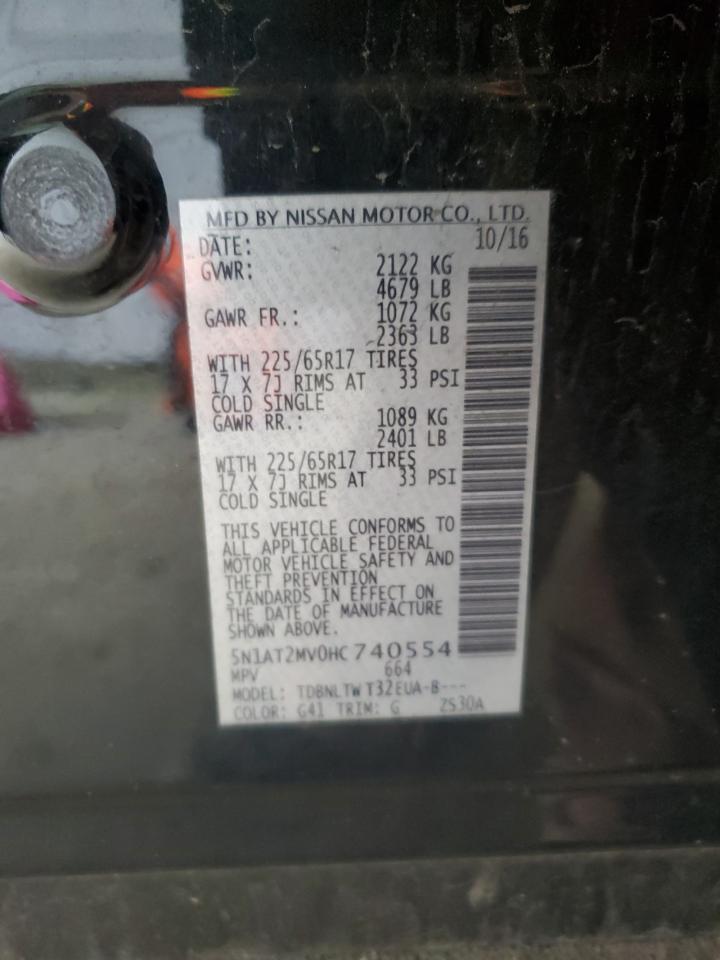 MFD BY NISSAN MOTOR CO., LTD.
DATE: 10/16
GVWR: 2122 KG
4679 LB
GAWR FR.: 1072 KG
2363 LB
WITH 225/65R17 TIRES
17 X 7J RIMS AT 33 PSI
COLD SINGLE
GAWR RR.: 1089 KG
2401 LB
WITH 225/65R17 TIRES
17 X 7J RIMS AT 33 PSI
COLD SINGLE
THIS VEHICLE CONFORMS TO
ALL APPLICABLE FEDERAL
MOTOR VEHICLE SAFETY AND
THEFT PREVENTION
STANDARDS IN EFFECT ON
THE DATE OF MANUFACTURE
SHOWN ABOVE.
5N1AT2MV0HC740554
MPV 664
MODEL: TDBNLTW T32EUA-B---
COLOR: G41 TRIM: G ZS30A